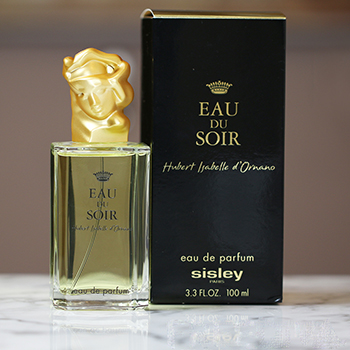 EAU
DU
SOIR
Hubert Isabelle d'Ornano
eau de parfum
EAU
DU
SOIR
Hubert Isabelle d'Ornano
eau de parfum
sisley
PARIS
3.3 FL.OZ. 100 ml